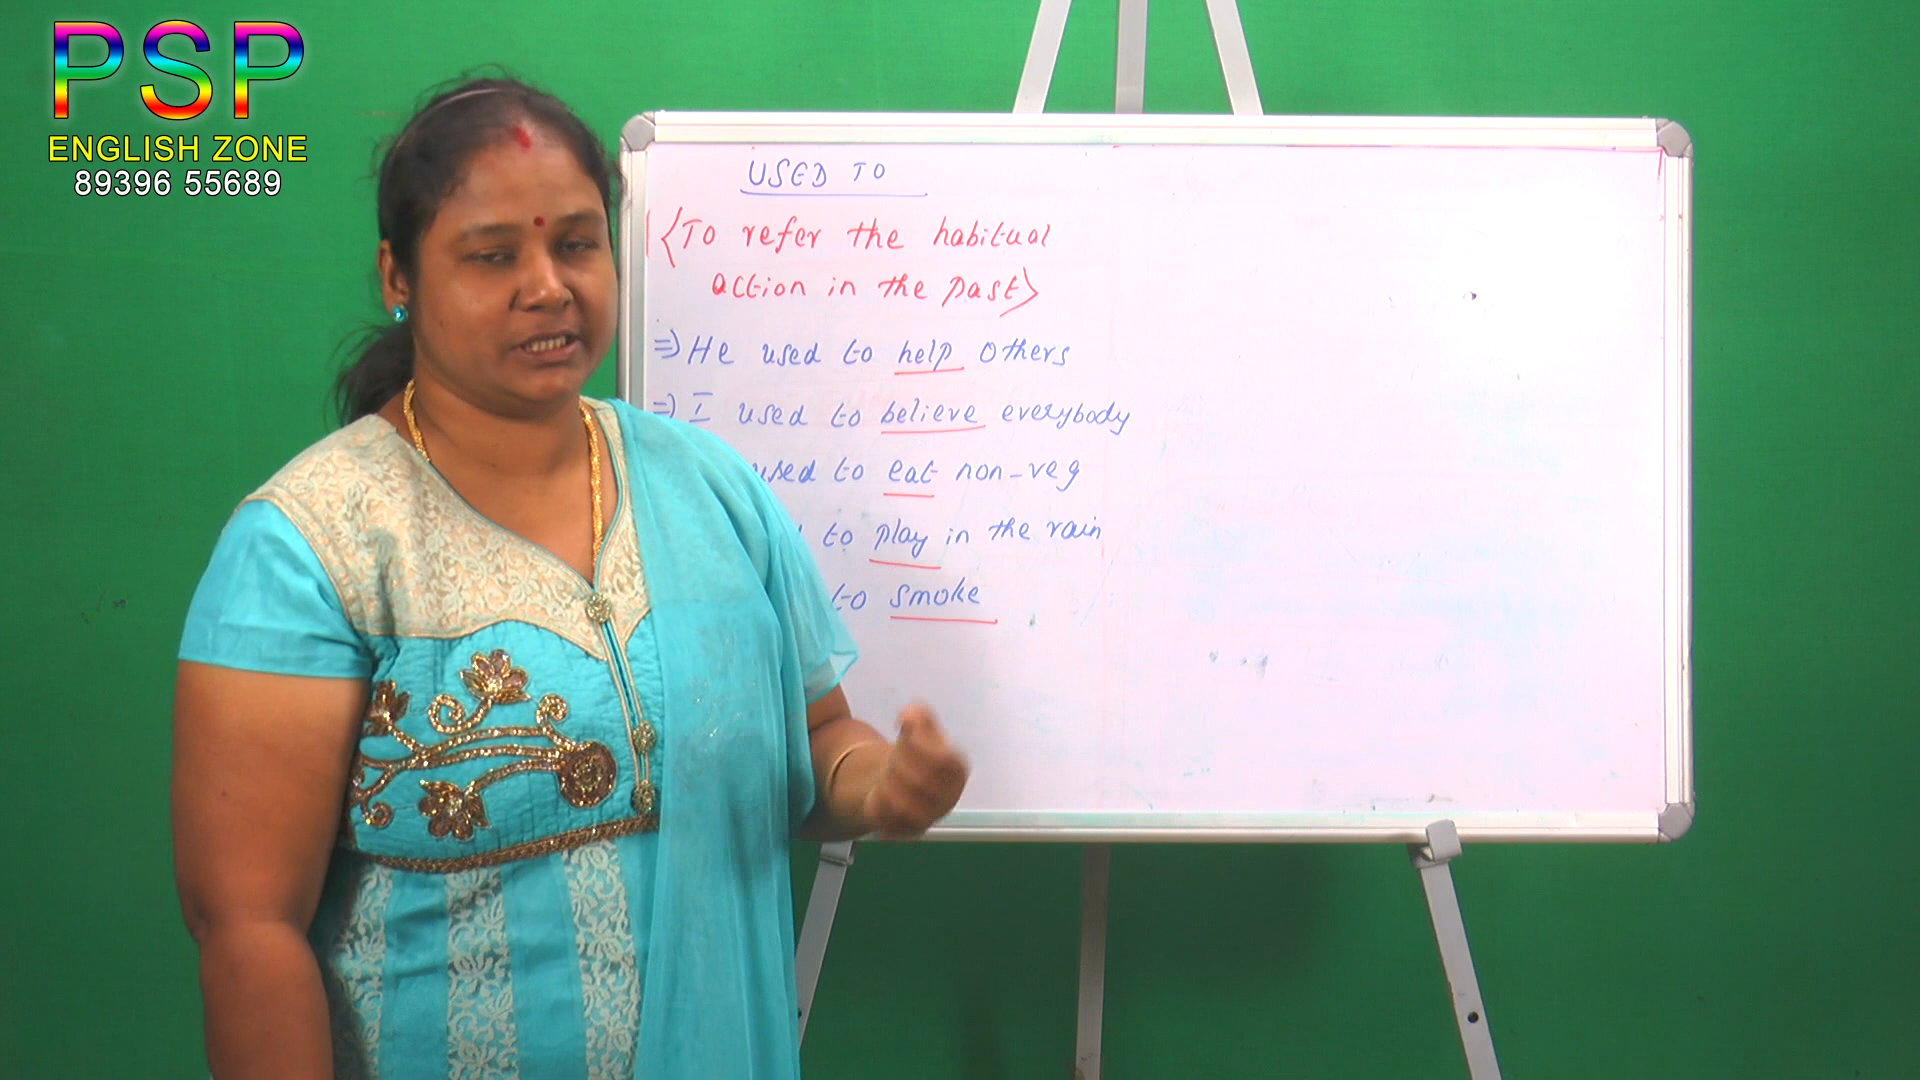 PSP
ENGLISH ZONE
89396 55689
USED TO
<To refer the habitual
action in the past>
⇒ He used to help others
⇒ I used to believe everybody
used to eat non-veg
to play in the rain
to smoke